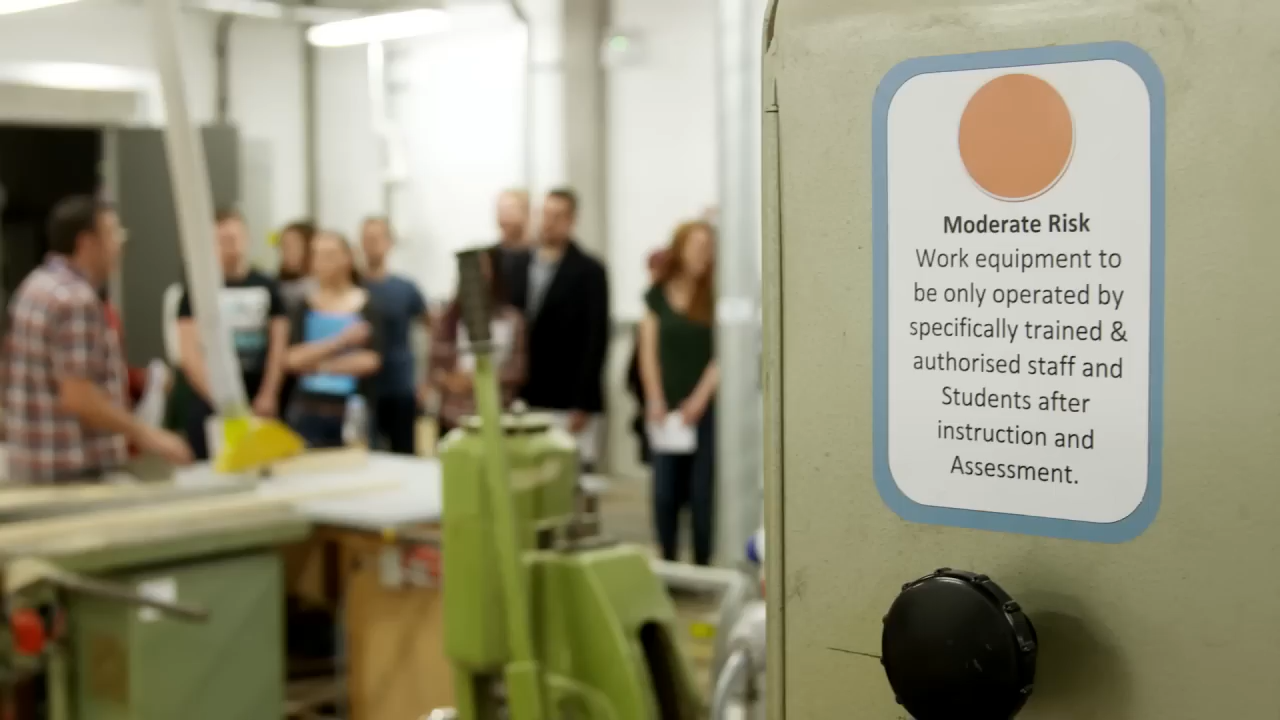 Moderate Risk
Work equipment to
be only operated by
specifically trained &
authorised staff and
Students after
instruction and
Assessment.